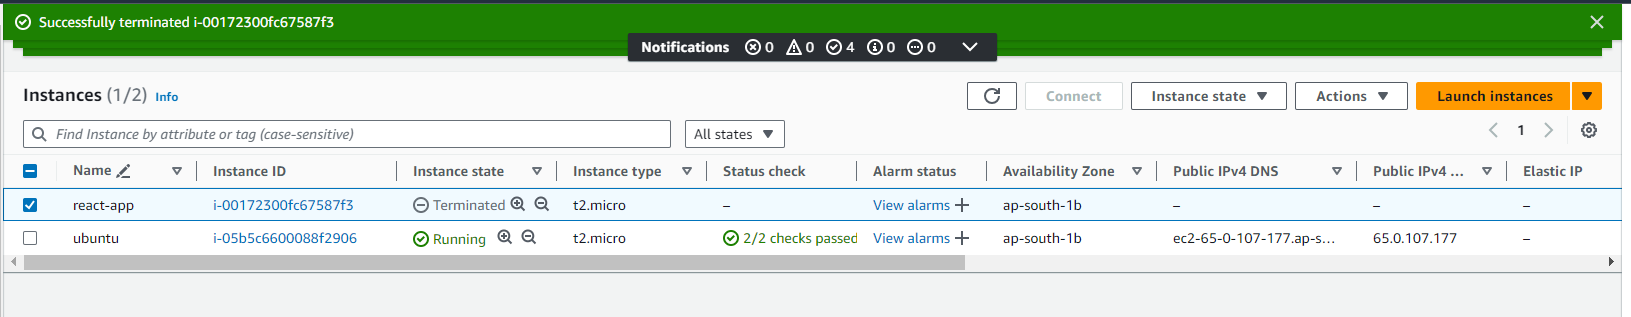 Successfully terminated i-00172300fc67587f3
Notifications 0 0 4 0 0
Instances (1/2) Info
Connect Instance state Actions Launch instances
Find Instance by attribute or tag (case-sensitive) All states 1
Name Instance ID Instance state Instance type Status check Alarm status Availability Zone Public IPv4 DNS Public IPv4 ... Elastic IP
react-app i-00172300fc67587f3 Terminated t2.micro – View alarms + ap-south-1b – – –
ubuntu i-05b5c6600088f2906 Running t2.micro 2/2 checks passed View alarms + ap-south-1b ec2-65-0-107-177.ap-s... 65.0.107.177 –